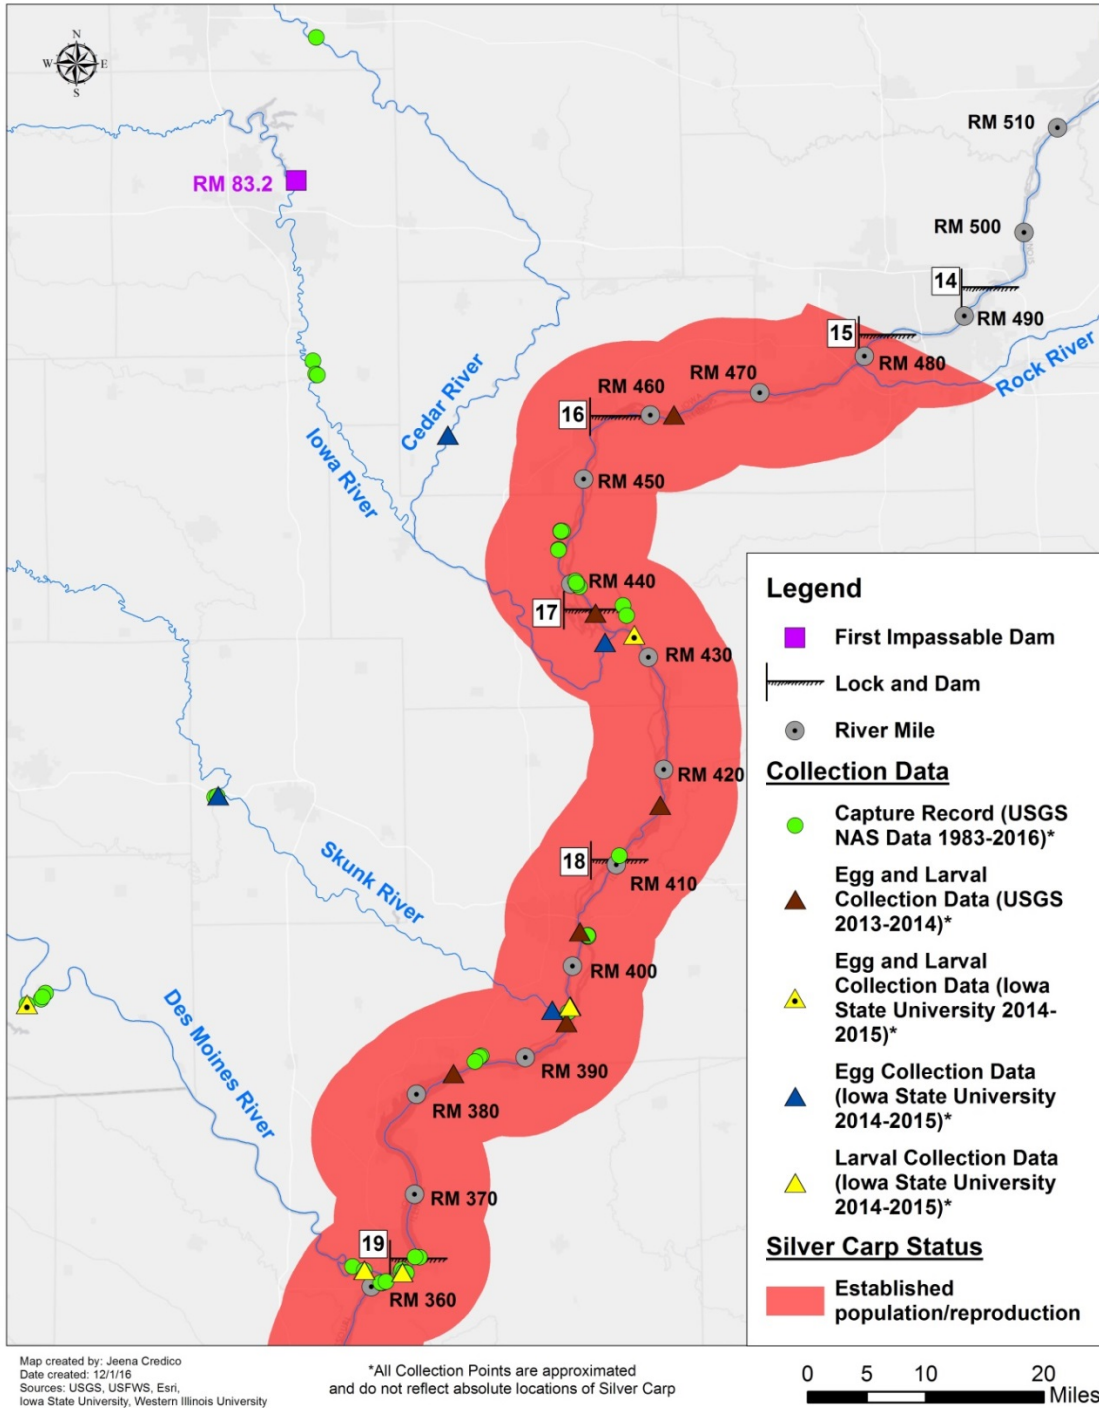 N
W E
S
RM 510
RM 83.2
RM 500
14
RM 490
15
RM 480
Rock River
Cedar River
RM 470
RM 460
16
Iowa River
RM 450
RM 440
17
RM 430
RM 420
18
RM 410
Skunk River
RM 400
Des Moines River
RM 390
RM 380
RM 370
19
RM 360
Legend
First Impassable Dam
Lock and Dam
River Mile
Collection Data
Capture Record (USGS
NAS Data 1983-2016)*
Egg and Larval
Collection Data (USGS
2013-2014)*
Egg and Larval
Collection Data (Iowa
State University 2014-
2015)*
Egg Collection Data
(Iowa State University
2014-2015)*
Larval Collection Data
(Iowa State University
2014-2015)*
Silver Carp Status
Established
population/reproduction
Map created by: Jeena Credico
Date created: 12/1/16
Sources: USGS, USFWS, Esri,
Iowa State University, Western Illinois University
*All Collection Points are approximated
and do not reflect absolute locations of Silver Carp
0 5 10 20
Miles